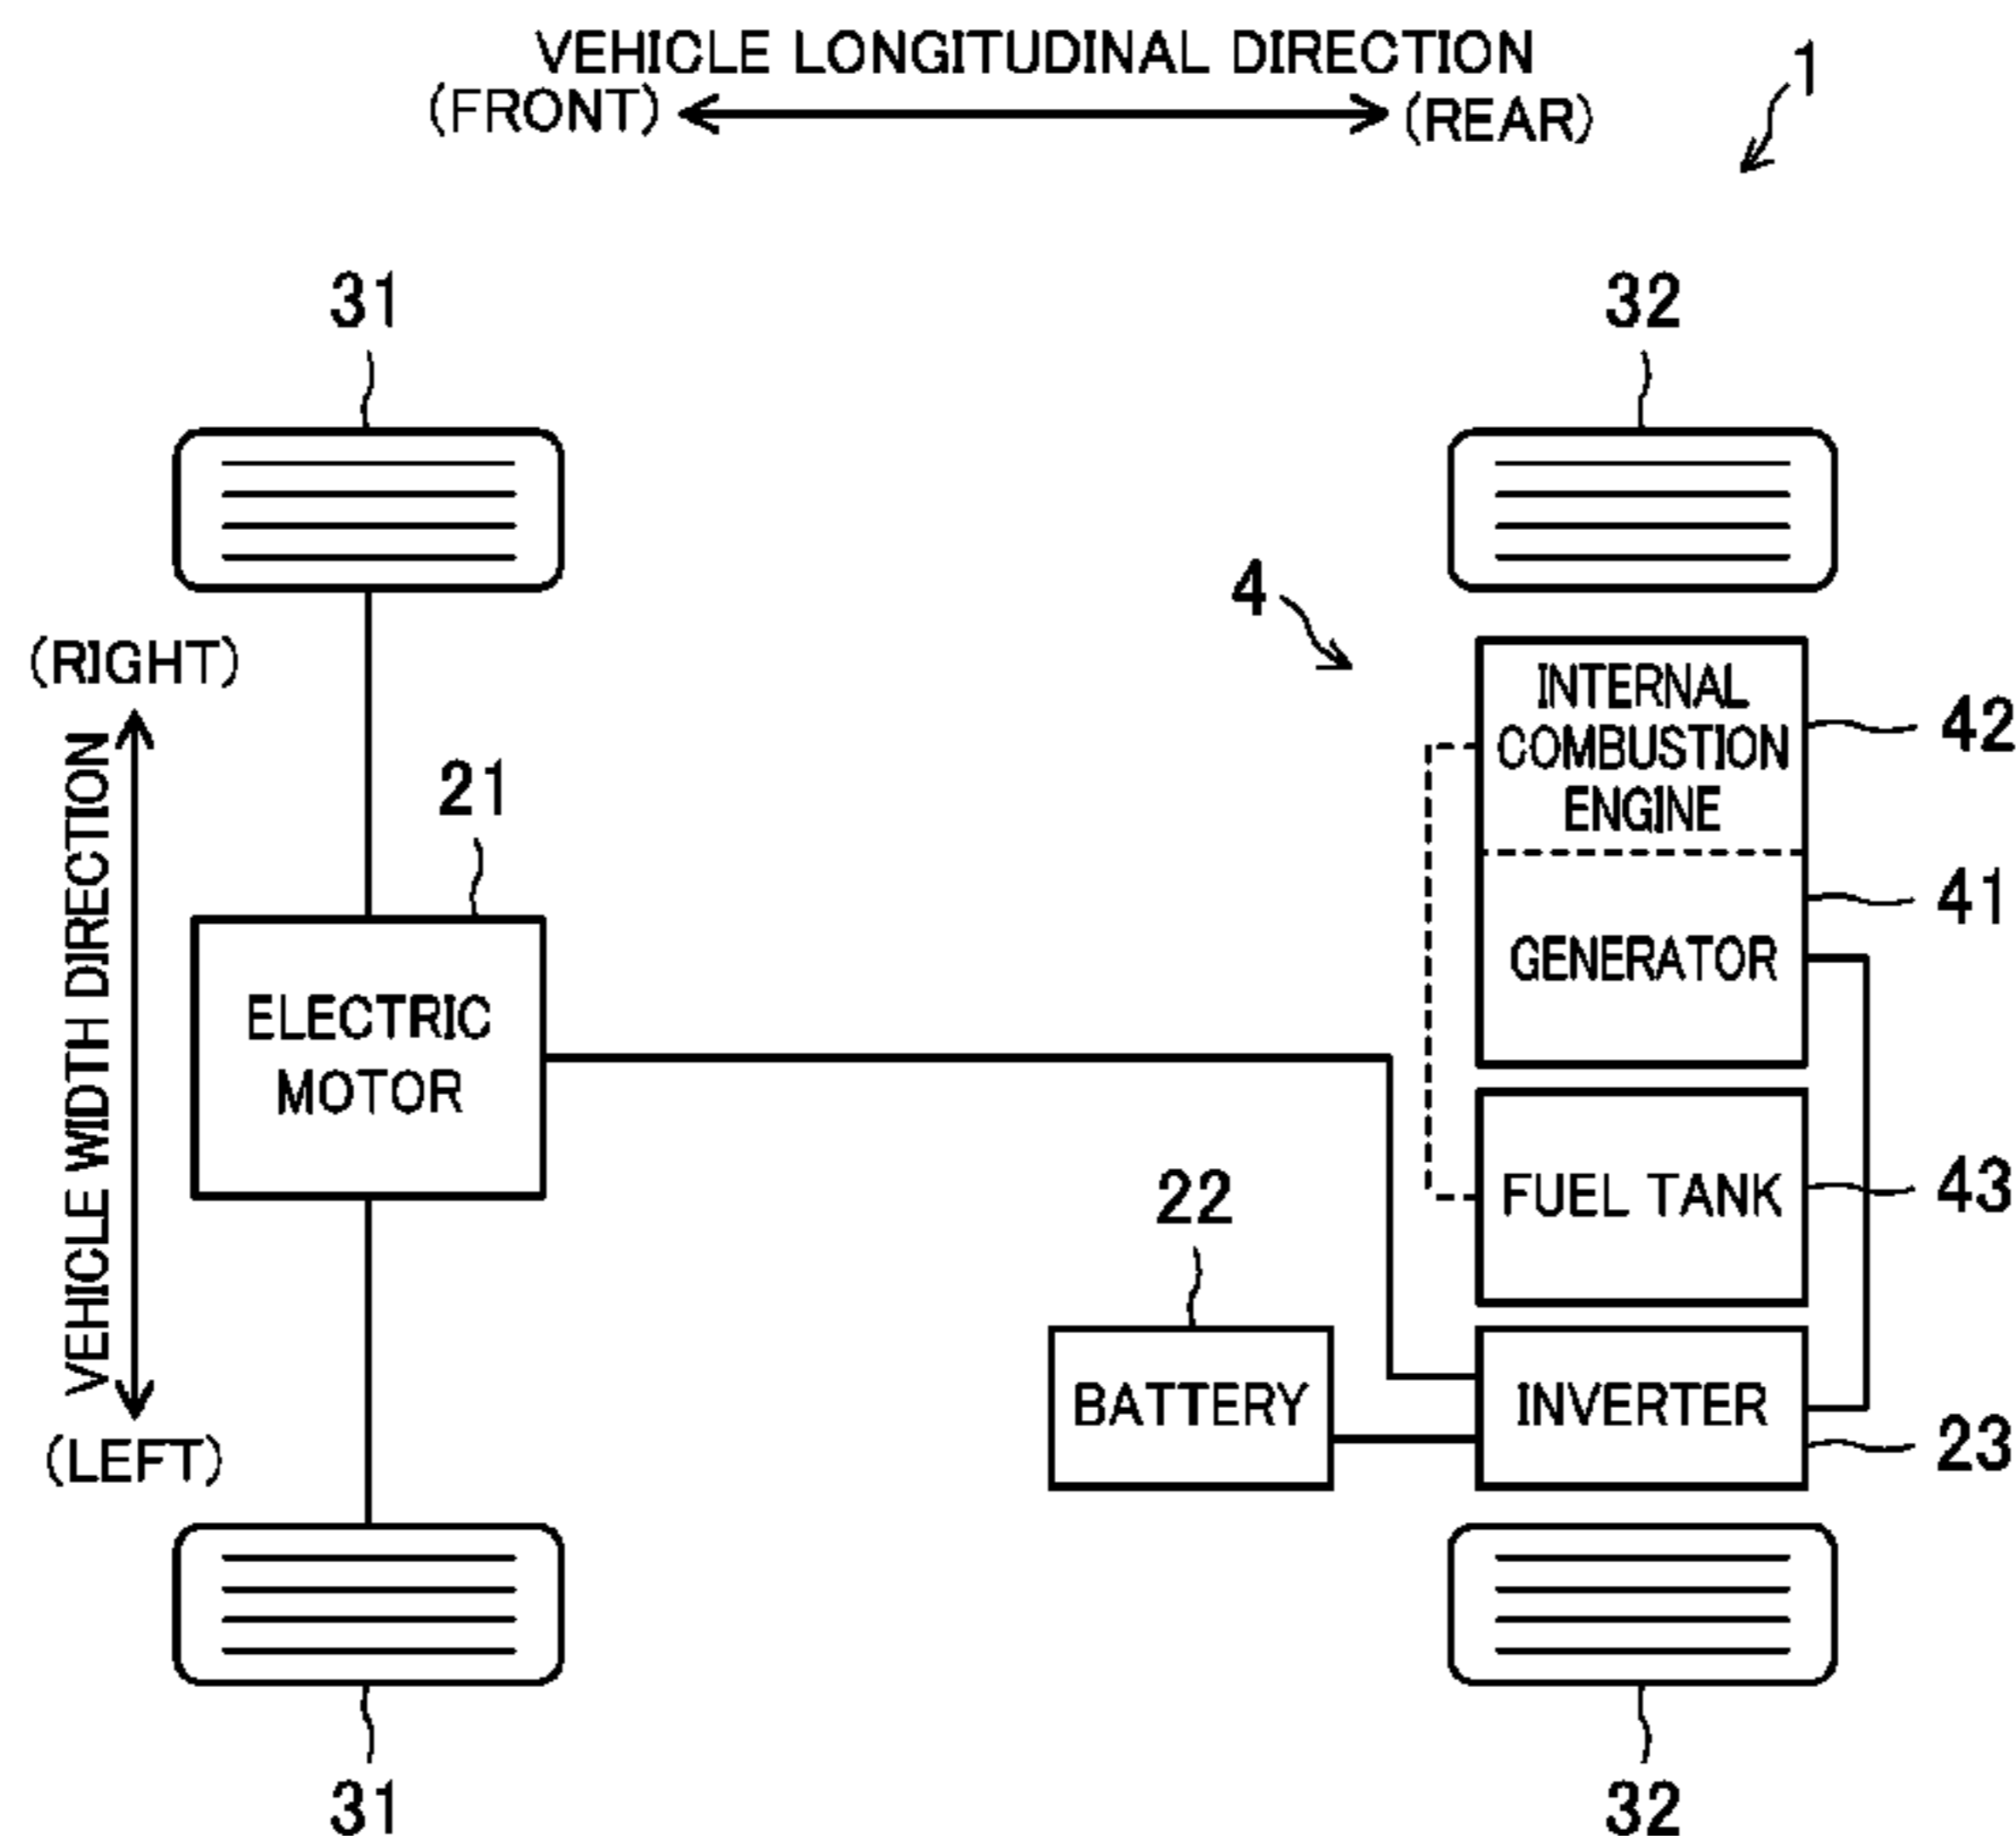 VEHICLE LONGITUDINAL DIRECTION
(FRONT)
(REAR)
1
31
32
4
(RIGHT)
VEHICLE WIDTH DIRECTION
(LEFT)
21
ELECTRIC
MOTOR
INTERNAL
COMBUSTION
ENGINE
42
GENERATOR
41
FUEL TANK
43
22
BATTERY
INVERTER
23
31
32